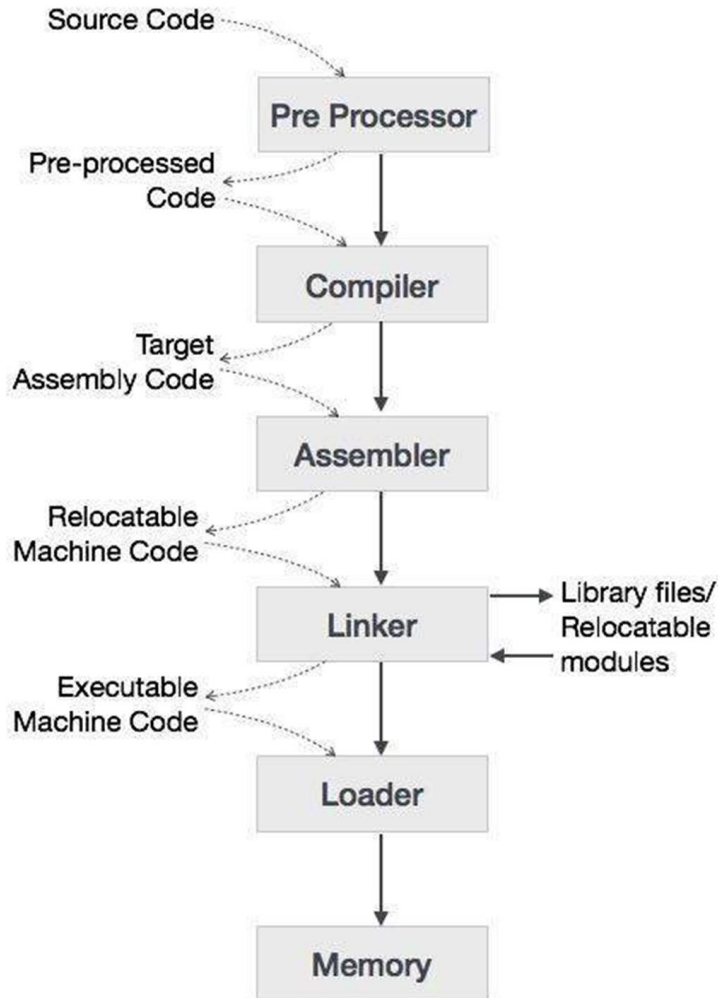 Source Code
Pre Processor
Pre-processed
Code
Compiler
Target
Assembly Code
Assembler
Relocatable
Machine Code
Linker
Library files/
Relocatable
modules
Executable
Machine Code
Loader
Memory